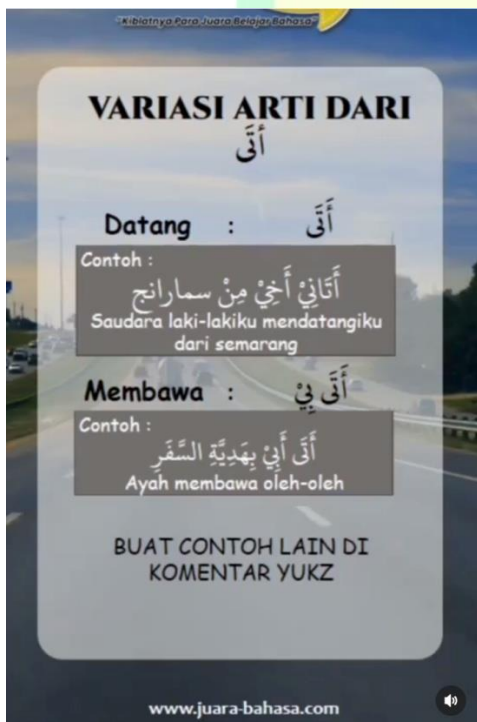 "Kiblatnya Para Juara Belajar Bahasa"
VARIASI ARTI DARI
أَتَى
Datang : أَتَى
Contoh :
أَتَانِيْ أَخِيْ مِنْ سمارانج
Saudara laki-lakiku mendatangiku
dari semarang
Membawa : أَتَى بِيْ
Contoh :
أَتَى أَبِيْ بِهَدِيَّةِ السَّفَرِ
Ayah membawa oleh-oleh
BUAT CONTOH LAIN DI
KOMENTAR YUKZ
www.juara-bahasa.com